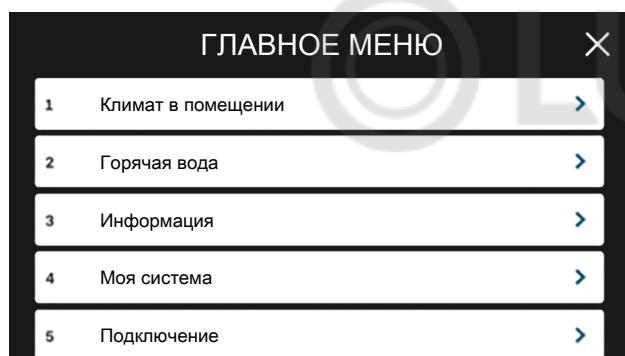 ГЛАВНОЕ МЕНЮ
1 Климат в помещении
2 Горячая вода
3 Информация
4 Моя система
5 Подключение